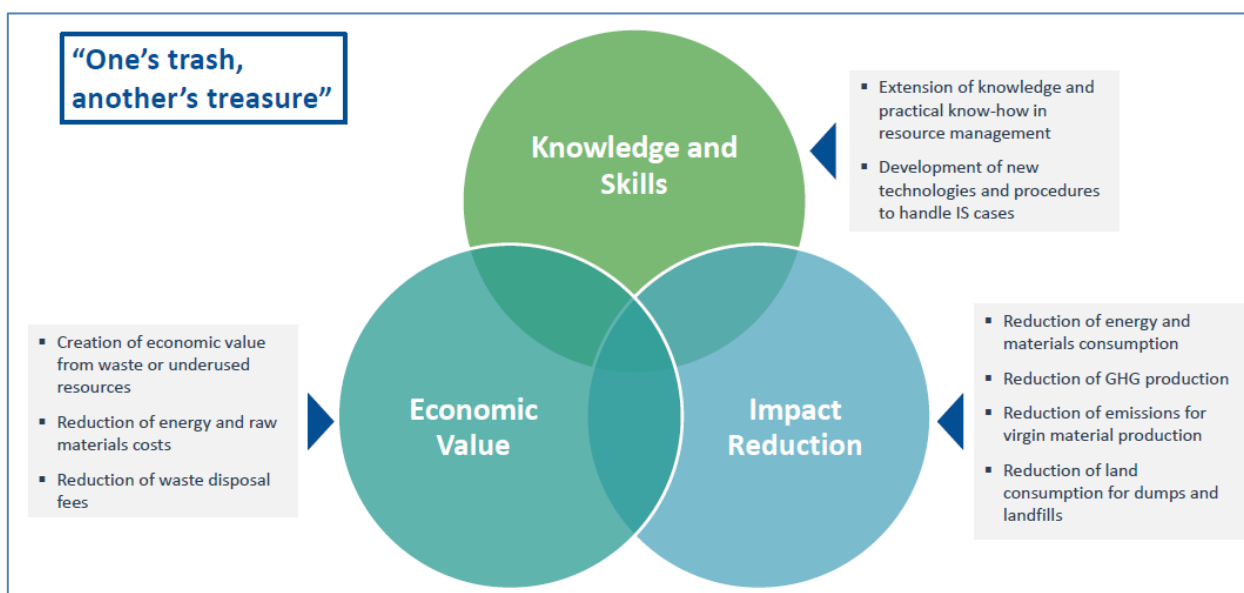 “One’s trash,
another’s treasure”
Knowledge and
Skills
▪ Extension of knowledge and
practical know-how in
resource management
▪ Development of new
technologies and procedures
to handle IS cases
▪ Creation of economic value
from waste or underused
resources
▪ Reduction of energy and raw
materials costs
▪ Reduction of waste disposal
fees
Economic
Value
Impact
Reduction
▪ Reduction of energy and
materials consumption
▪ Reduction of GHG production
▪ Reduction of emissions for
virgin material production
▪ Reduction of land
consumption for dumps and
landfills